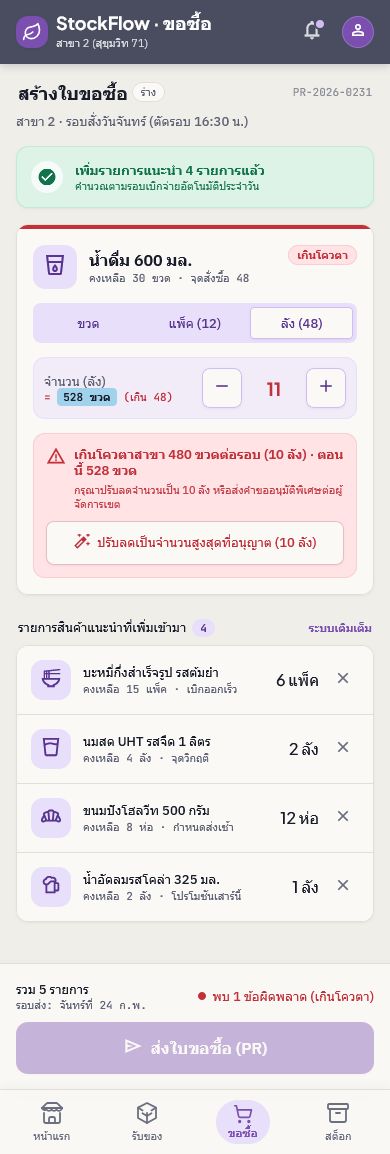 StockFlow · ขอซื้อ
สาขา 2 (สุขุมวิท 71)
สร้างใบขอซื้อ ร่าง PR-2026-0231
สาขา 2 · รอบสั่งวันจันทร์ (ตัดรอบ 16:30 น.)
เพิ่มรายการแนะนำ 4 รายการแล้ว
คำนวณตามรอบเบิกจ่ายอัตโนมัติประจำวัน
น้ำดื่ม 600 มล. เกินโควตา
คงเหลือ 30 ขวด · จุดสั่งซื้อ 48
ขวด แพ็ค (12) ลัง (48)
จำนวน (ลัง)
= 528 ขวด (เกิน 48)
− 11 +
เกินโควตาสาขา 480 ขวดต่อรอบ (10 ลัง) · ตอน
นี้ 528 ขวด
กรุณาปรับลดจำนวนเป็น 10 ลัง หรือส่งคำขออนุมัติพิเศษต่อผู้
จัดการเขต
ปรับลดเป็นจำนวนสูงสุดที่อนุญาต (10 ลัง)
รายการสินค้าแนะนำที่เพิ่มเข้ามา 4 ระบบเติมเต็ม
บะหมี่กึ่งสำเร็จรูป รสต้มยำ
คงเหลือ 15 แพ็ค · เบิกออกเร็ว
6 แพ็ค
นมสด UHT รสจืด 1 ลิตร
คงเหลือ 4 ลัง · จุดวิกฤติ
2 ลัง
ขนมปังโฮลวีท 500 กรัม
คงเหลือ 8 ห่อ · กำหนดส่งเช้า
12 ห่อ
น้ำอัดลมรสโคล่า 325 มล.
คงเหลือ 2 ลัง · โปรโมชันเสาร์นี้
1 ลัง
รวม 5 รายการ
รอบส่ง: จันทร์ที่ 24 ก.พ.
พบ 1 ข้อผิดพลาด (เกินโควตา)
ส่งใบขอซื้อ (PR)
หน้าแรก รับของ ขอซื้อ สต็อก